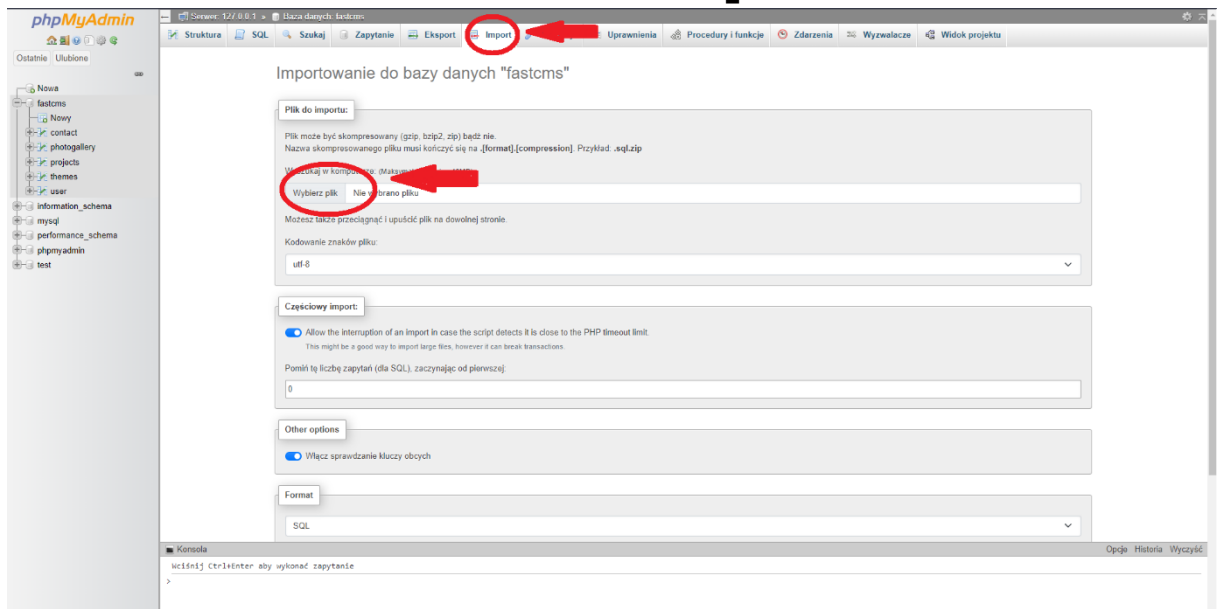 phpMyAdmin
Ostatnie Ulubione
Nowa
fastcms
Nowy
contact
photogallery
projects
themes
user
information_schema
mysql
performance_schema
phpmyadmin
test
Serwer: 127.0.0.1 » Baza danych: fastcms
Struktura SQL Szukaj Zapytanie Eksport Import Uprawnienia Procedury i funkcje Zdarzenia Wyzwalacze Widok projektu
Importowanie do bazy danych "fastcms"
Plik do importu:
Plik może być skompresowany (gzip, bzip2, zip) bądź nie.
Nazwa skompresowanego pliku musi kończyć się na .[format].[compression]. Przykład: .sql.zip
w komputerze:
Wybierz plik Nie wybrano pliku
Możesz także przeciągnąć i upuścić plik na dowolnej stronie.
Kodowanie znaków pliku:
utf-8
Częściowy import:
Allow the interruption of an import in case the script detects it is close to the PHP timeout limit.
This might be a good way to import large files, however it can break transactions.
Pomiń tę liczbę zapytań (dla SQL), zaczynając od pierwszej:
0
Other options
Włącz sprawdzanie kluczy obcych
Format
SQL
Konsola
Opcje Historia Wyczyść
Wciśnij Ctrl+Enter aby wykonać zapytanie
>